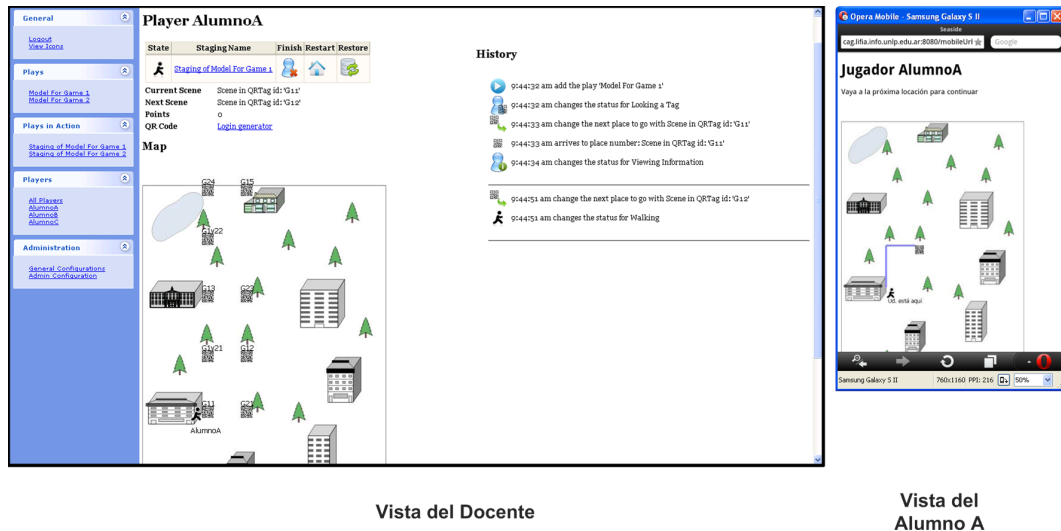 General
Logout
View Icons
Plays
Model For Game 1
Model For Game 2
Plays in Action
Staging of Model For Game 1
Staging of Model For Game 2
Players
All Players
AlumnoA
AlumnoB
AlumnoC
Administration
General Configurations
Admin Configuration
Player AlumnoA
State Staging Name Finish Restart Restore
Staging of Model For Game 1
Current Scene Scene in QRTag id: 'G11'
Next Scene Scene in QRTag id: 'G12'
Points 0
QR Code Login generator
Map
G24 G15
G1y22
G13 G23
G1y21 G12
G11 G21
AlumnoA
History
9:44:32 am add the play 'Model For Game 1'
9:44:32 am changes the status for Looking a Tag
9:44:33 am change the next place to go with Scene in QRTag id: 'G11'
9:44:33 am arrives to place number: Scene in QRTag id: 'G11'
9:44:34 am changes the status for Viewing Information
9:44:51 am change the next place to go with Scene in QRTag id: 'G12'
9:44:51 am changes the status for Walking
Opera Mobile - Samsung Galaxy S II
Seaside
cag.lifia.info.unlp.edu.ar:8080/mobileUrl Google
Jugador AlumnoA
Vaya a la próxima locación para continuar
Ud. está aquí
Samsung Galaxy S II 760x1160 PPI: 216 50%
Vista del Docente
Vista del
Alumno A